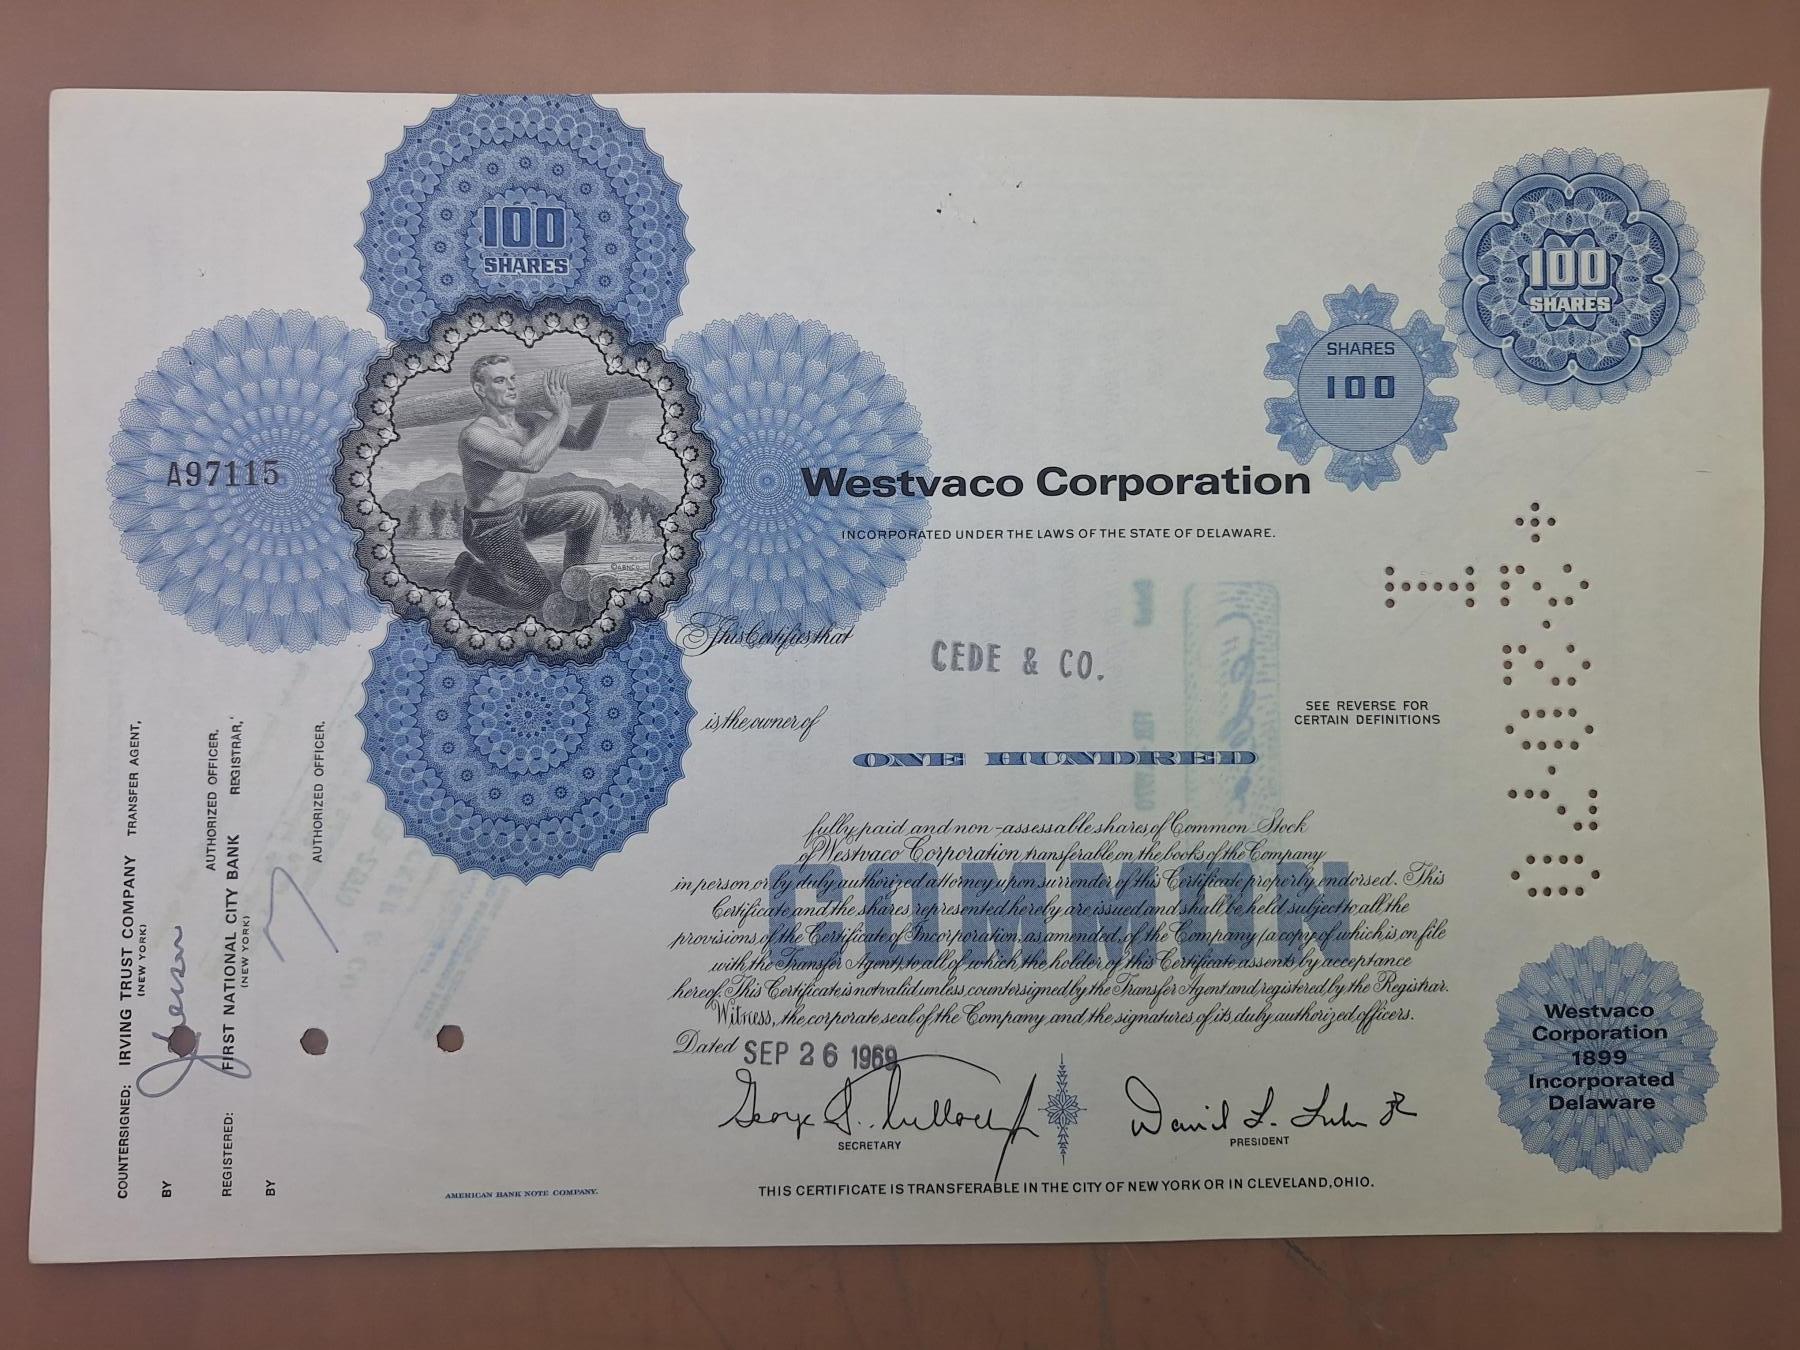 100
SHARES
100
SHARES
SHARES
100
A97115
Westvaco Corporation
INCORPORATED UNDER THE LAWS OF THE STATE OF DELAWARE.
©ABNCO.
This Certifies that
CEDE & CO.
is the owner of
SEE REVERSE FOR
CERTAIN DEFINITIONS
ONE HUNDRED
fully paid and non-assessable shares of Common Stock
of Westvaco Corporation transferable on the books of the Company
in person or by duly authorized attorney upon surrender of this Certificate properly endorsed. This
Certificate and the shares represented hereby are issued and shall be held subject to all the
provisions of the Certificate of Incorporation, as amended, of the Company (a copy of which is on file
with the Transfer Agent), to all of which the holder of this Certificate assents by acceptance
hereof. This Certificate is not valid unless countersigned by the Transfer Agent and registered by the Registrar.
Witness, the corporate seal of the Company and the signatures of its duly authorized officers.
COMMON
Dated SEP 26 1969
SECRETARY
David L. Luke
PRESIDENT
Westvaco
Corporation
1899
Incorporated
Delaware
AMERICAN BANK NOTE COMPANY.
THIS CERTIFICATE IS TRANSFERABLE IN THE CITY OF NEW YORK OR IN CLEVELAND, OHIO.
COUNTERSIGNED: IRVING TRUST COMPANY TRANSFER AGENT,
(NEW YORK)
BY
AUTHORIZED OFFICER.
REGISTERED: FIRST NATIONAL CITY BANK REGISTRAR,
(NEW YORK)
BY
AUTHORIZED OFFICER.